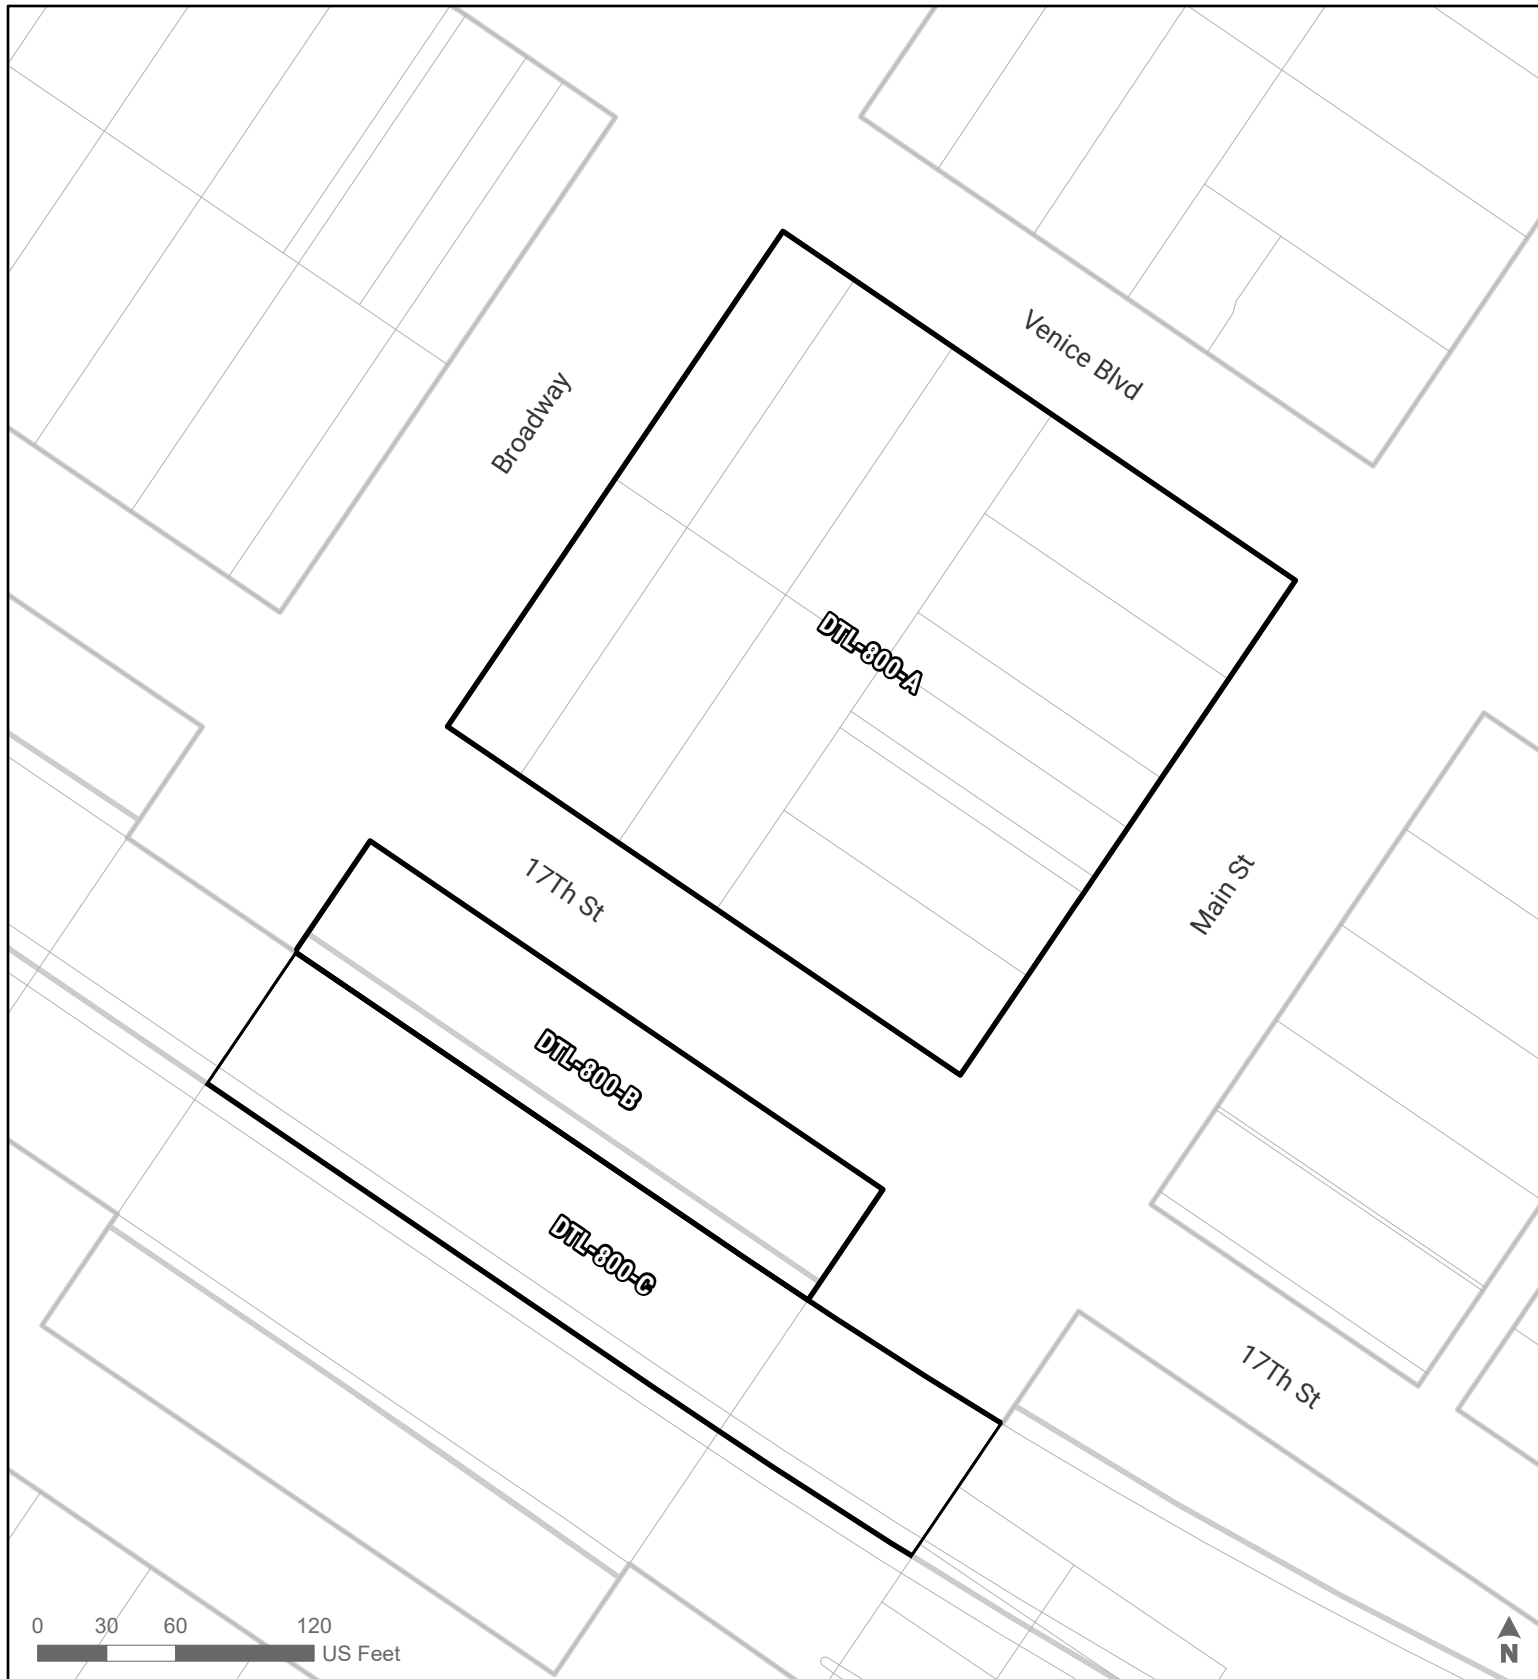 Venice Blvd
Broadway
DTL-800-A
17Th St
Main St
DTL-800-B
DTL-800-C
17Th St
0 30 60 120
US Feet
N